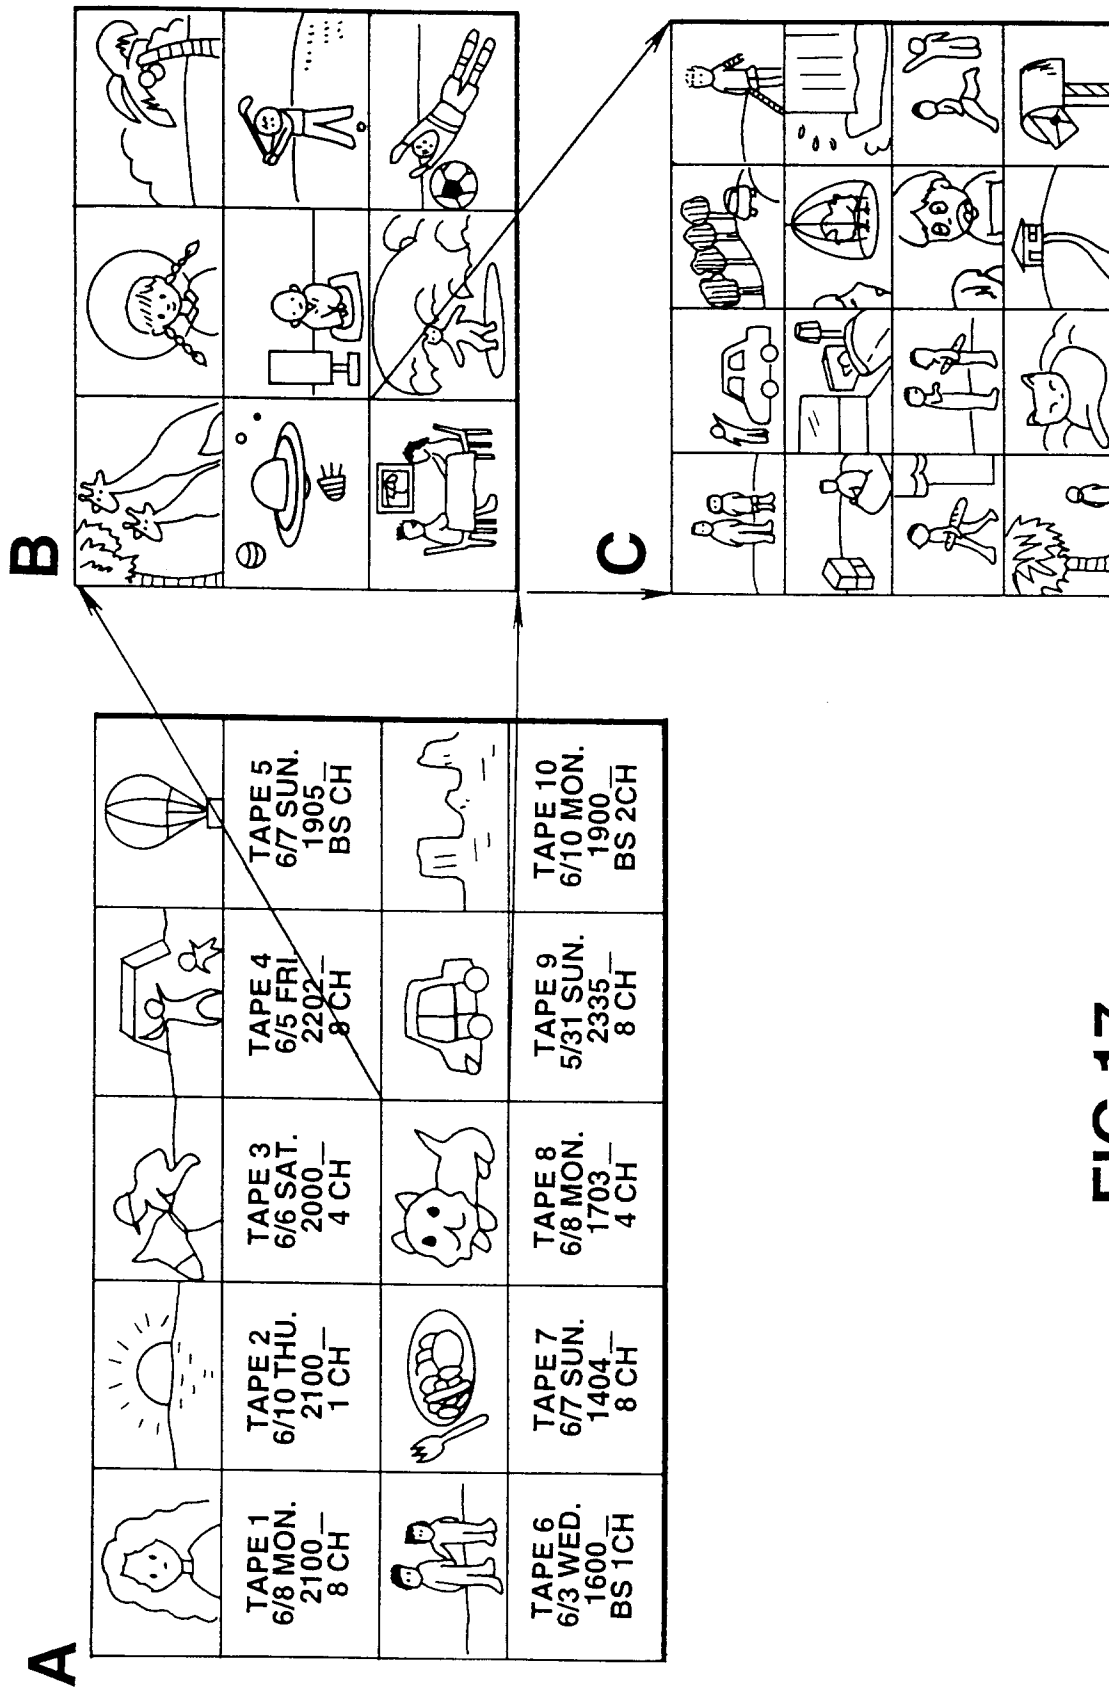 A
TAPE 1
6/8 MON.
2100_
8 CH
TAPE 2
6/10 THU.
2100_
1 CH
TAPE 3
6/6 SAT.
2000_
4 CH
TAPE 4
6/5 FRI.
2202_
8 CH
TAPE 5
6/7 SUN.
1905_
BS CH
TAPE 6
6/3 WED.
1600_
BS 1CH
TAPE 7
6/7 SUN.
1404_
8 CH
TAPE 8
6/8 MON.
1703_
4 CH
TAPE 9
5/31 SUN.
2335_
8 CH
TAPE 10
6/10 MON.
1900_
BS 2CH
B
C
FIG.17